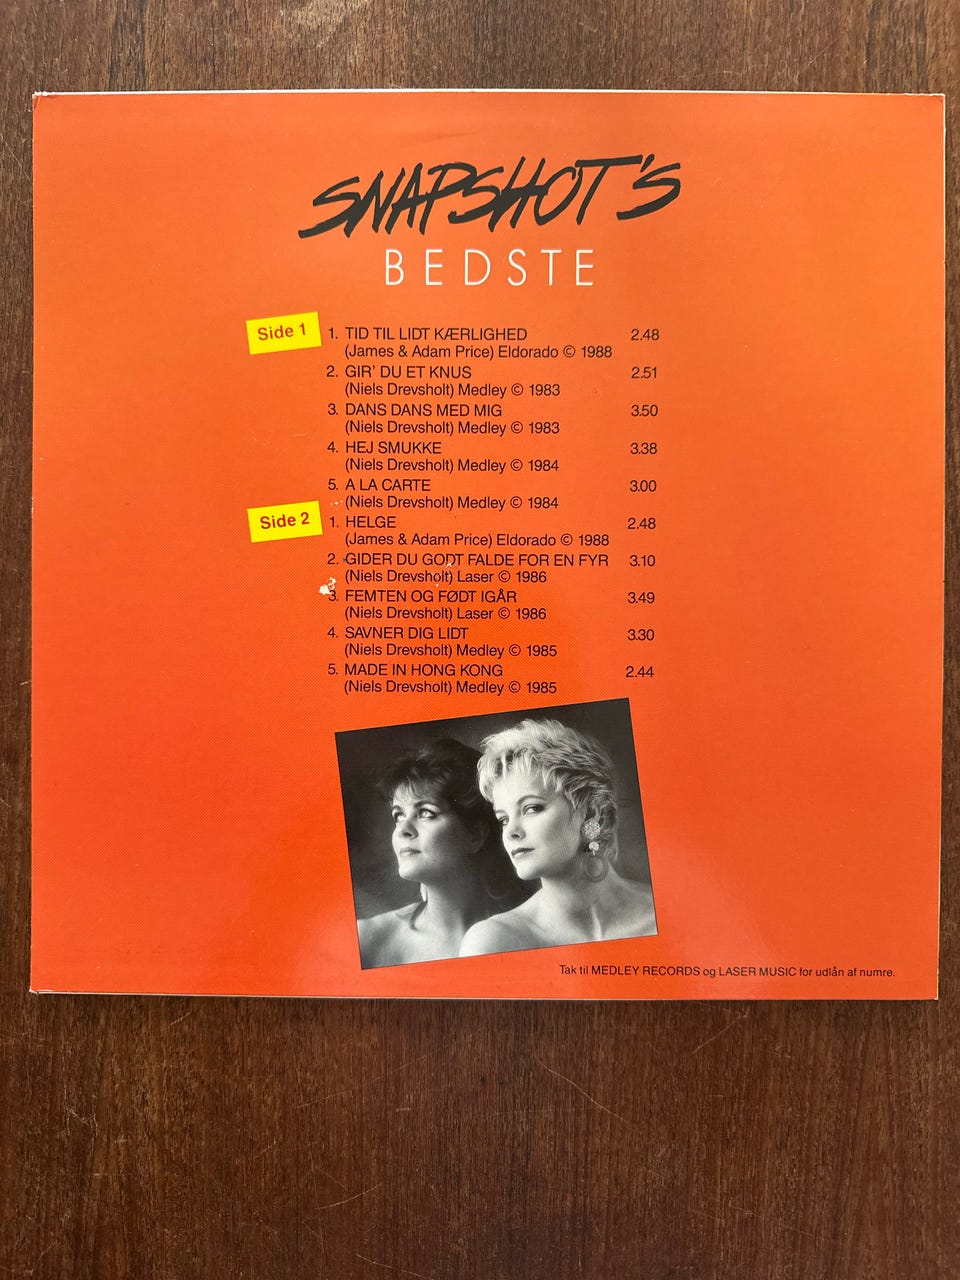 SNAPSHOT'S
BEDSTE
Side 1
1. TID TIL LIDT KÆRLIGHED 2.48
(James & Adam Price) Eldorado © 1988
2. GIR' DU ET KNUS 2.51
(Niels Drevsholt) Medley © 1983
3. DANS DANS MED MIG 3.50
(Niels Drevsholt) Medley © 1983
4. HEJ SMUKKE 3.38
(Niels Drevsholt) Medley © 1984
5. A LA CARTE 3.00
(Niels Drevsholt) Medley © 1984
Side 2
1. HELGE 2.48
(James & Adam Price) Eldorado © 1988
2. GIDER DU GODT FALDE FOR EN FYR 3.10
(Niels Drevsholt) Laser © 1986
3. FEMTEN OG FØDT IGÅR 3.49
(Niels Drevsholt) Laser © 1986
4. SAVNER DIG LIDT 3.30
(Niels Drevsholt) Medley © 1985
5. MADE IN HONG KONG 2.44
(Niels Drevsholt) Medley © 1985
Tak til MEDLEY RECORDS og LASER MUSIC for udlån af numre.